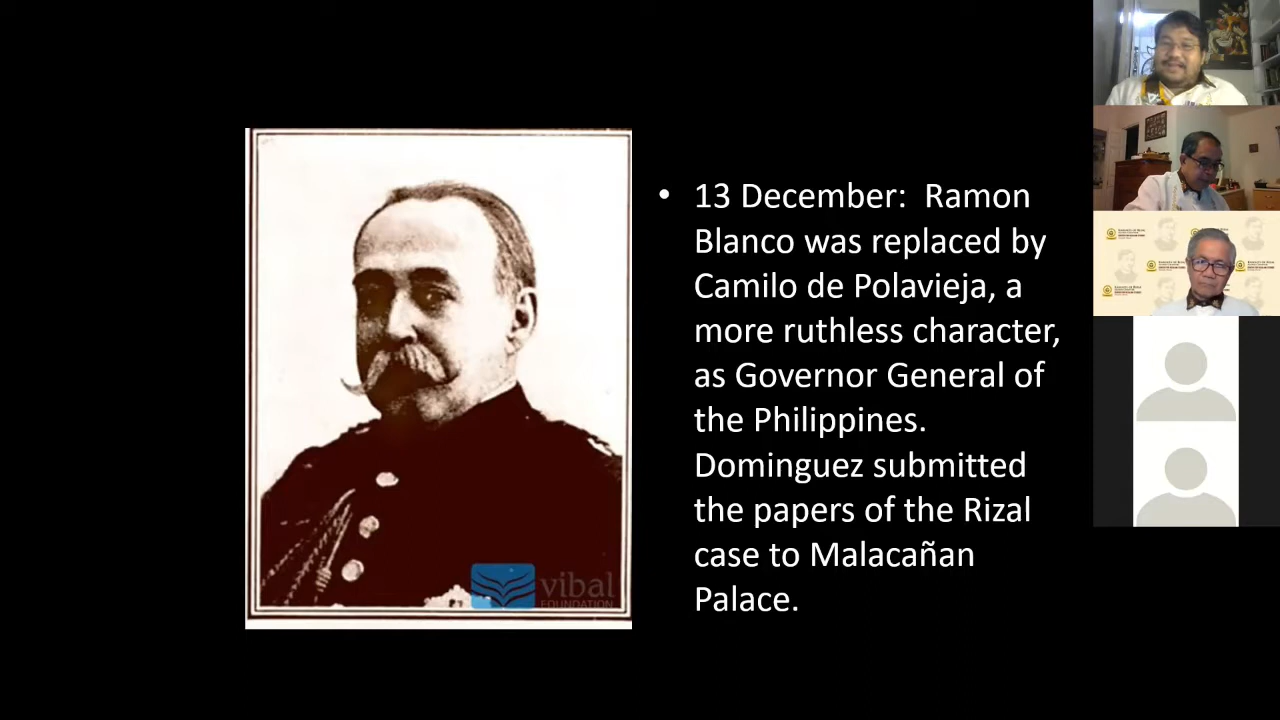 • 13 December:  Ramon
Blanco was replaced by
Camilo de Polavieja, a
more ruthless character,
as Governor General of
the Philippines.
Dominguez submitted
the papers of the Rizal
case to Malacañan
Palace.
vibal
FOUNDATION